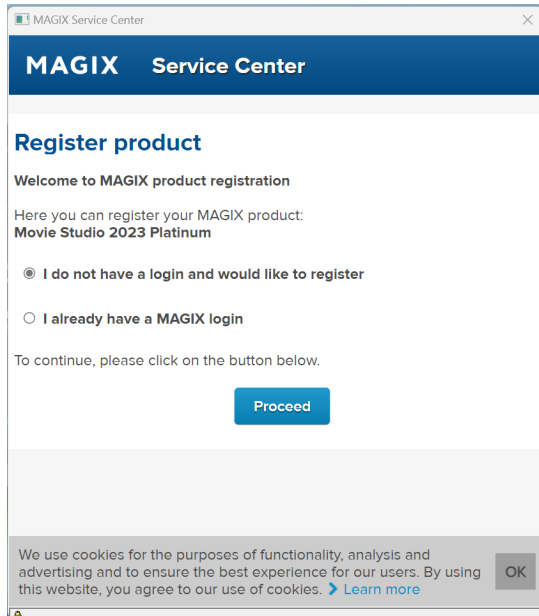 MAGIX Service Center
MAGIX Service Center
Register product
Welcome to MAGIX product registration
Here you can register your MAGIX product:
Movie Studio 2023 Platinum
I do not have a login and would like to register
I already have a MAGIX login
To continue, please click on the button below.
Proceed
We use cookies for the purposes of functionality, analysis and
advertising and to ensure the best experience for our users. By using
this website, you agree to our use of cookies. Learn more
OK